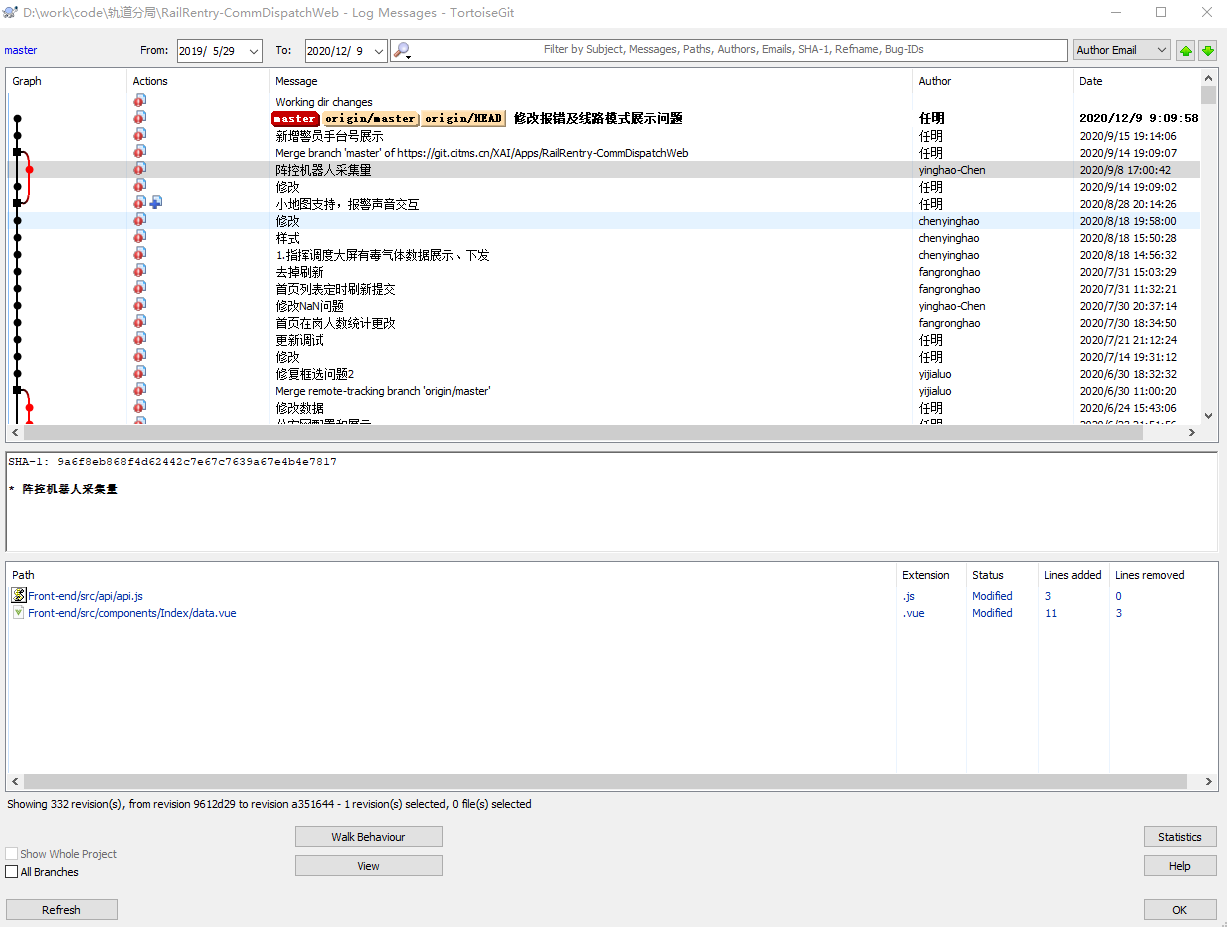 D:\work\code\轨道分局\RailRentry-CommDispatchWeb - Log Messages - TortoiseGit
master From: 2019/ 5/29 To: 2020/12/ 9 Filter by Subject, Messages, Paths, Authors, Emails, SHA-1, Refname, Bug-IDs Author Email
Graph Actions Message Author Date
Working dir changes
master origin/master origin/HEAD 修改报错及线路模式展示问题 任明 2020/12/9 9:09:58
新增警员手台号展示 任明 2020/9/15 19:14:06
Merge branch 'master' of https://git.citms.cn/XAI/Apps/RailRentry-CommDispatchWeb 任明 2020/9/14 19:09:07
阵控机器人采集量 yinghao-Chen 2020/9/8 17:00:42
修改 任明 2020/9/14 19:09:02
小地图支持，报警声音交互 任明 2020/8/28 20:14:26
修改 chenyinghao 2020/8/18 19:58:00
样式 chenyinghao 2020/8/18 15:50:28
1.指挥调度大屏有毒气体数据展示、下发 chenyinghao 2020/8/18 14:56:32
去掉刷新 fangronghao 2020/7/31 15:03:29
首页列表定时刷新提交 fangronghao 2020/7/31 11:32:21
修改NaN问题 yinghao-Chen 2020/7/30 20:37:14
首页在岗人数统计更改 fangronghao 2020/7/30 18:34:50
更新调试 任明 2020/7/21 21:12:24
修改 任明 2020/7/14 19:31:12
修复框选问题2 yijialuo 2020/6/30 18:32:32
Merge remote-tracking branch 'origin/master' yijialuo 2020/6/30 11:00:20
修改数据 任明 2020/6/24 15:43:06
SHA-1: 9a6f8eb868f4d62442c7e67c7639a67e4b4e7817
* 阵控机器人采集量
Path Extension Status Lines added Lines removed
Front-end/src/api/api.js .js Modified 3 0
Front-end/src/components/Index/data.vue .vue Modified 11 3
Showing 332 revision(s), from revision 9612d29 to revision a351644 - 1 revision(s) selected, 0 file(s) selected
Walk Behaviour Statistics
Show Whole Project
View Help
All Branches
Refresh OK